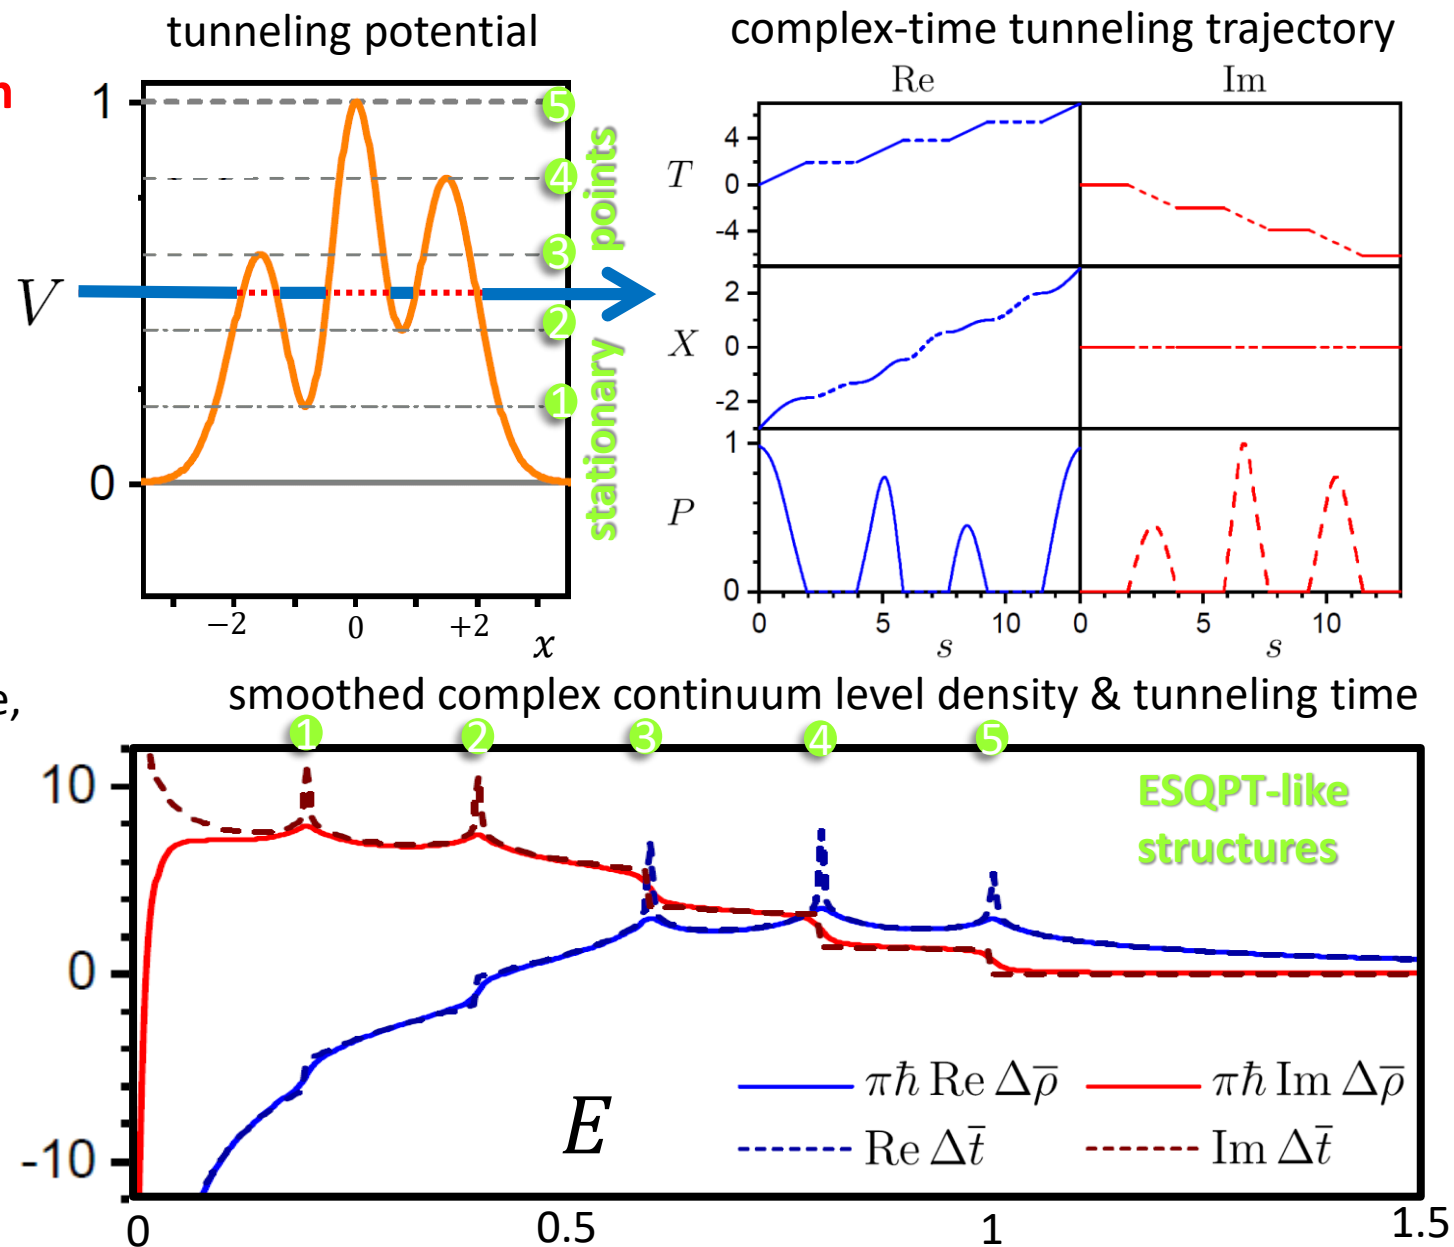 tunneling potential
complex-time tunneling trajectory
n
Re
Im
1
0
V
−2
0
+2
x
5
4
3
2
1
stationary points
T
4
0
-4
X
2
0
-2
P
1
0
0
5
10
0
5
10
s
s
e,
smoothed complex continuum level density & tunneling time
1
2
3
4
5
10
0
-10
ESQPT-like
structures
πħ Re Δρ̄
πħ Im Δρ̄
Re Δt̄
Im Δt̄
E
0
0.5
1
1.5